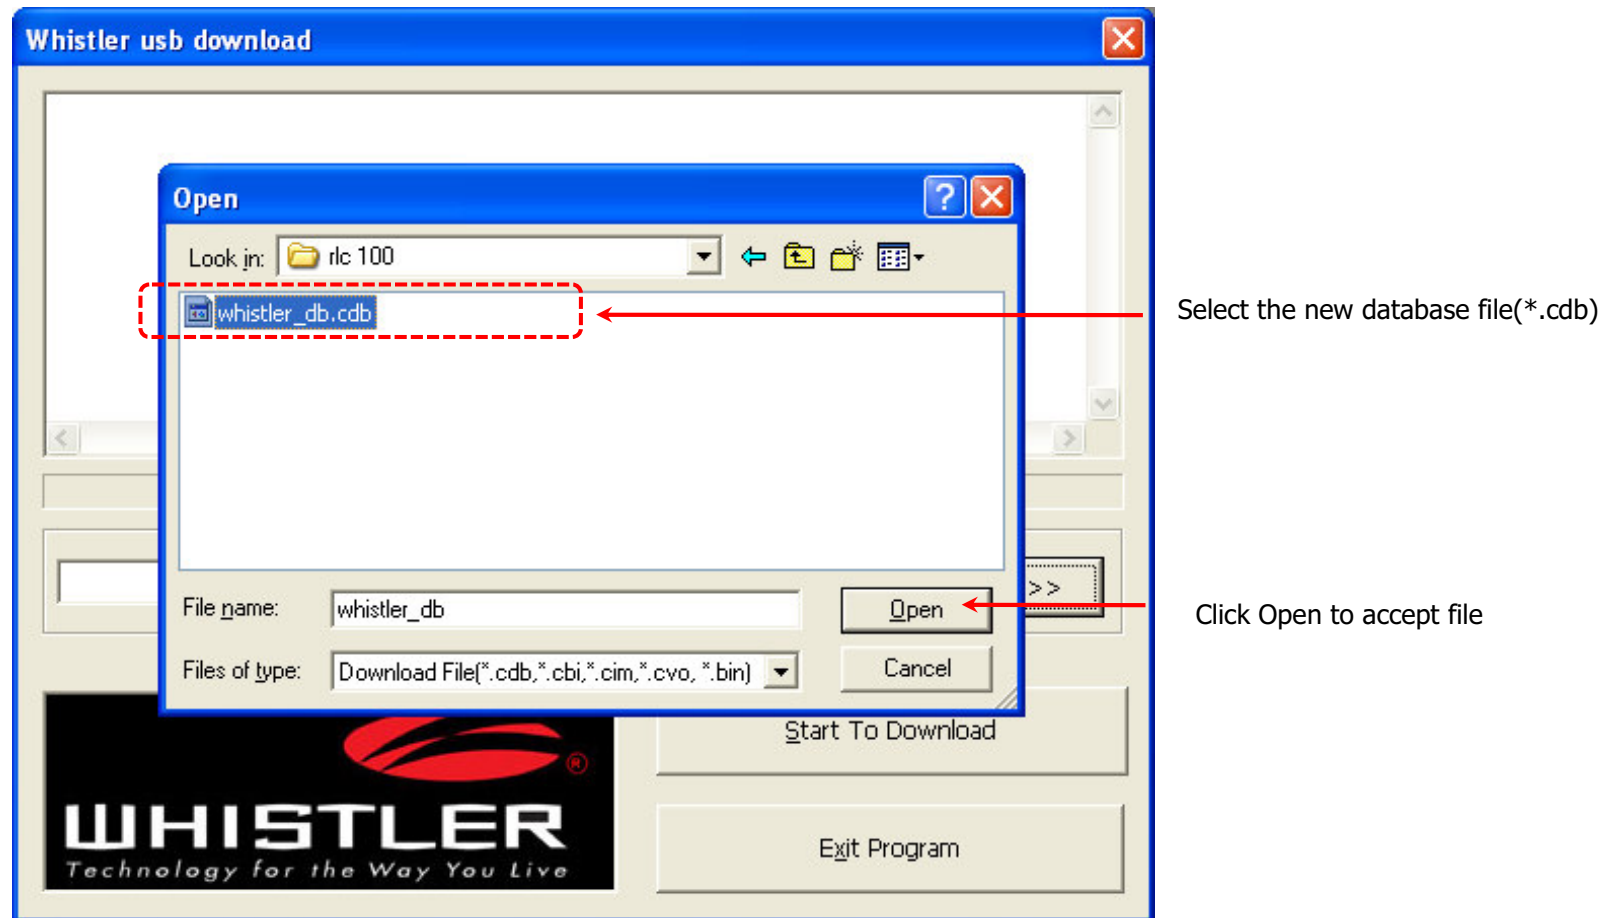 Whistler usb download
Open
Look in: rlc 100
whistler_db.cdb
Select the new database file(*.cdb)
>>
File name: whistler_db Open
Click Open to accept file
Files of type: Download File(*.cdb,*.cbi,*.cim,*.cvo, *.bin) Cancel
Start To Download
®
WHISTLER
Technology for the Way You Live
Exit Program